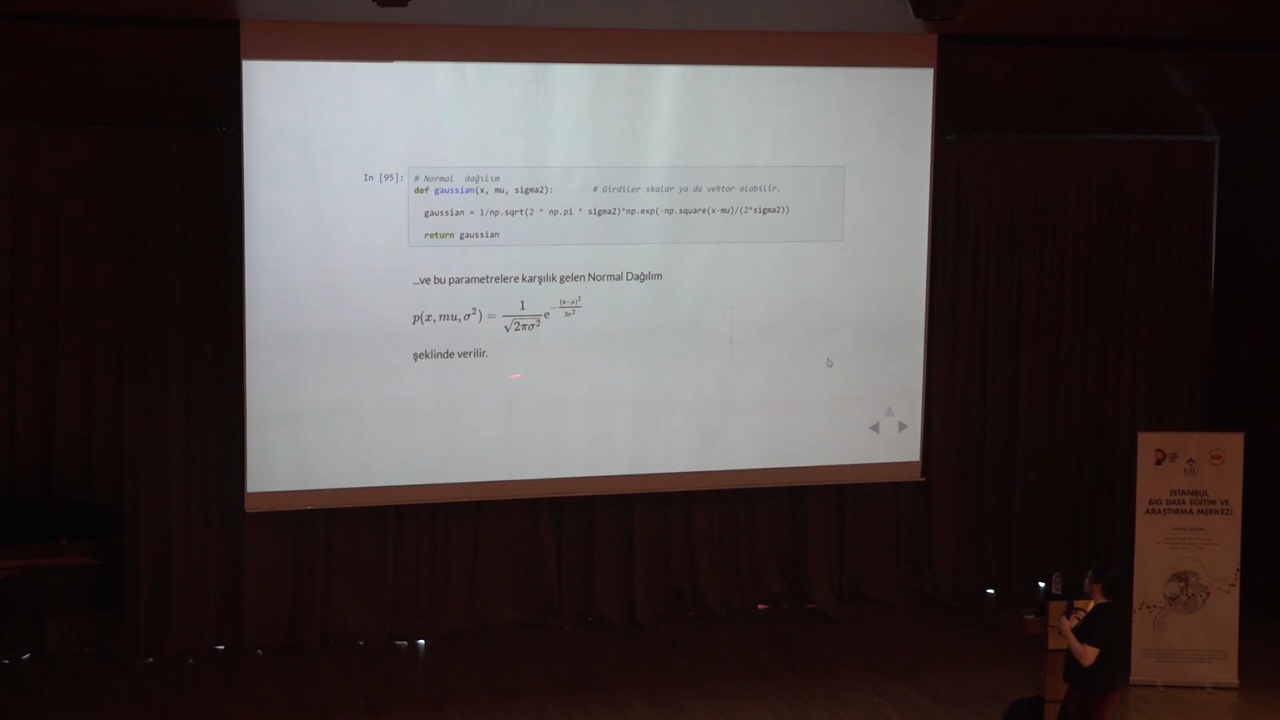 In [95]:
# Normal dağılım
def gaussian(x, mu, sigma2): # Girdiler skalar ya da vektor olabilir.
gaussian = 1/np.sqrt(2 * np.pi * sigma2)*np.exp(-np.square(x-mu)/(2*sigma2))
return gaussian
...ve bu parametrelere karşılık gelen Normal Dağılım
p(x, mu, σ²) = 1/√2πσ² e^−(x−μ)²/2σ²
şeklinde verilir.
İSTANBUL
BIG DATA EĞİTİM VE
ARAŞTIRMA MERKEZİ